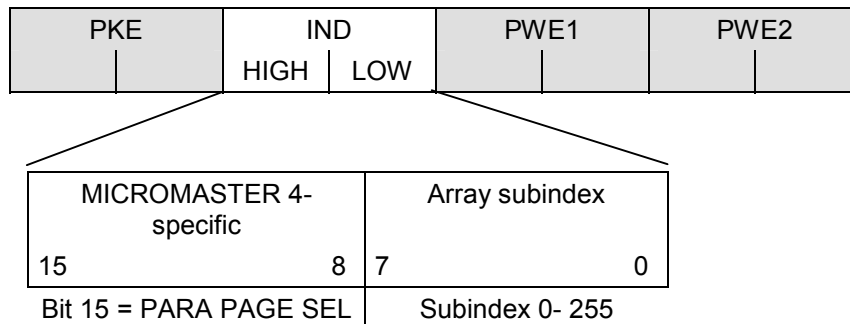 PKE IND PWE1 PWE2
HIGH LOW
MICROMASTER 4- Array subindex
specific
15 8 7 0
Bit 15 = PARA PAGE SEL Subindex 0- 255